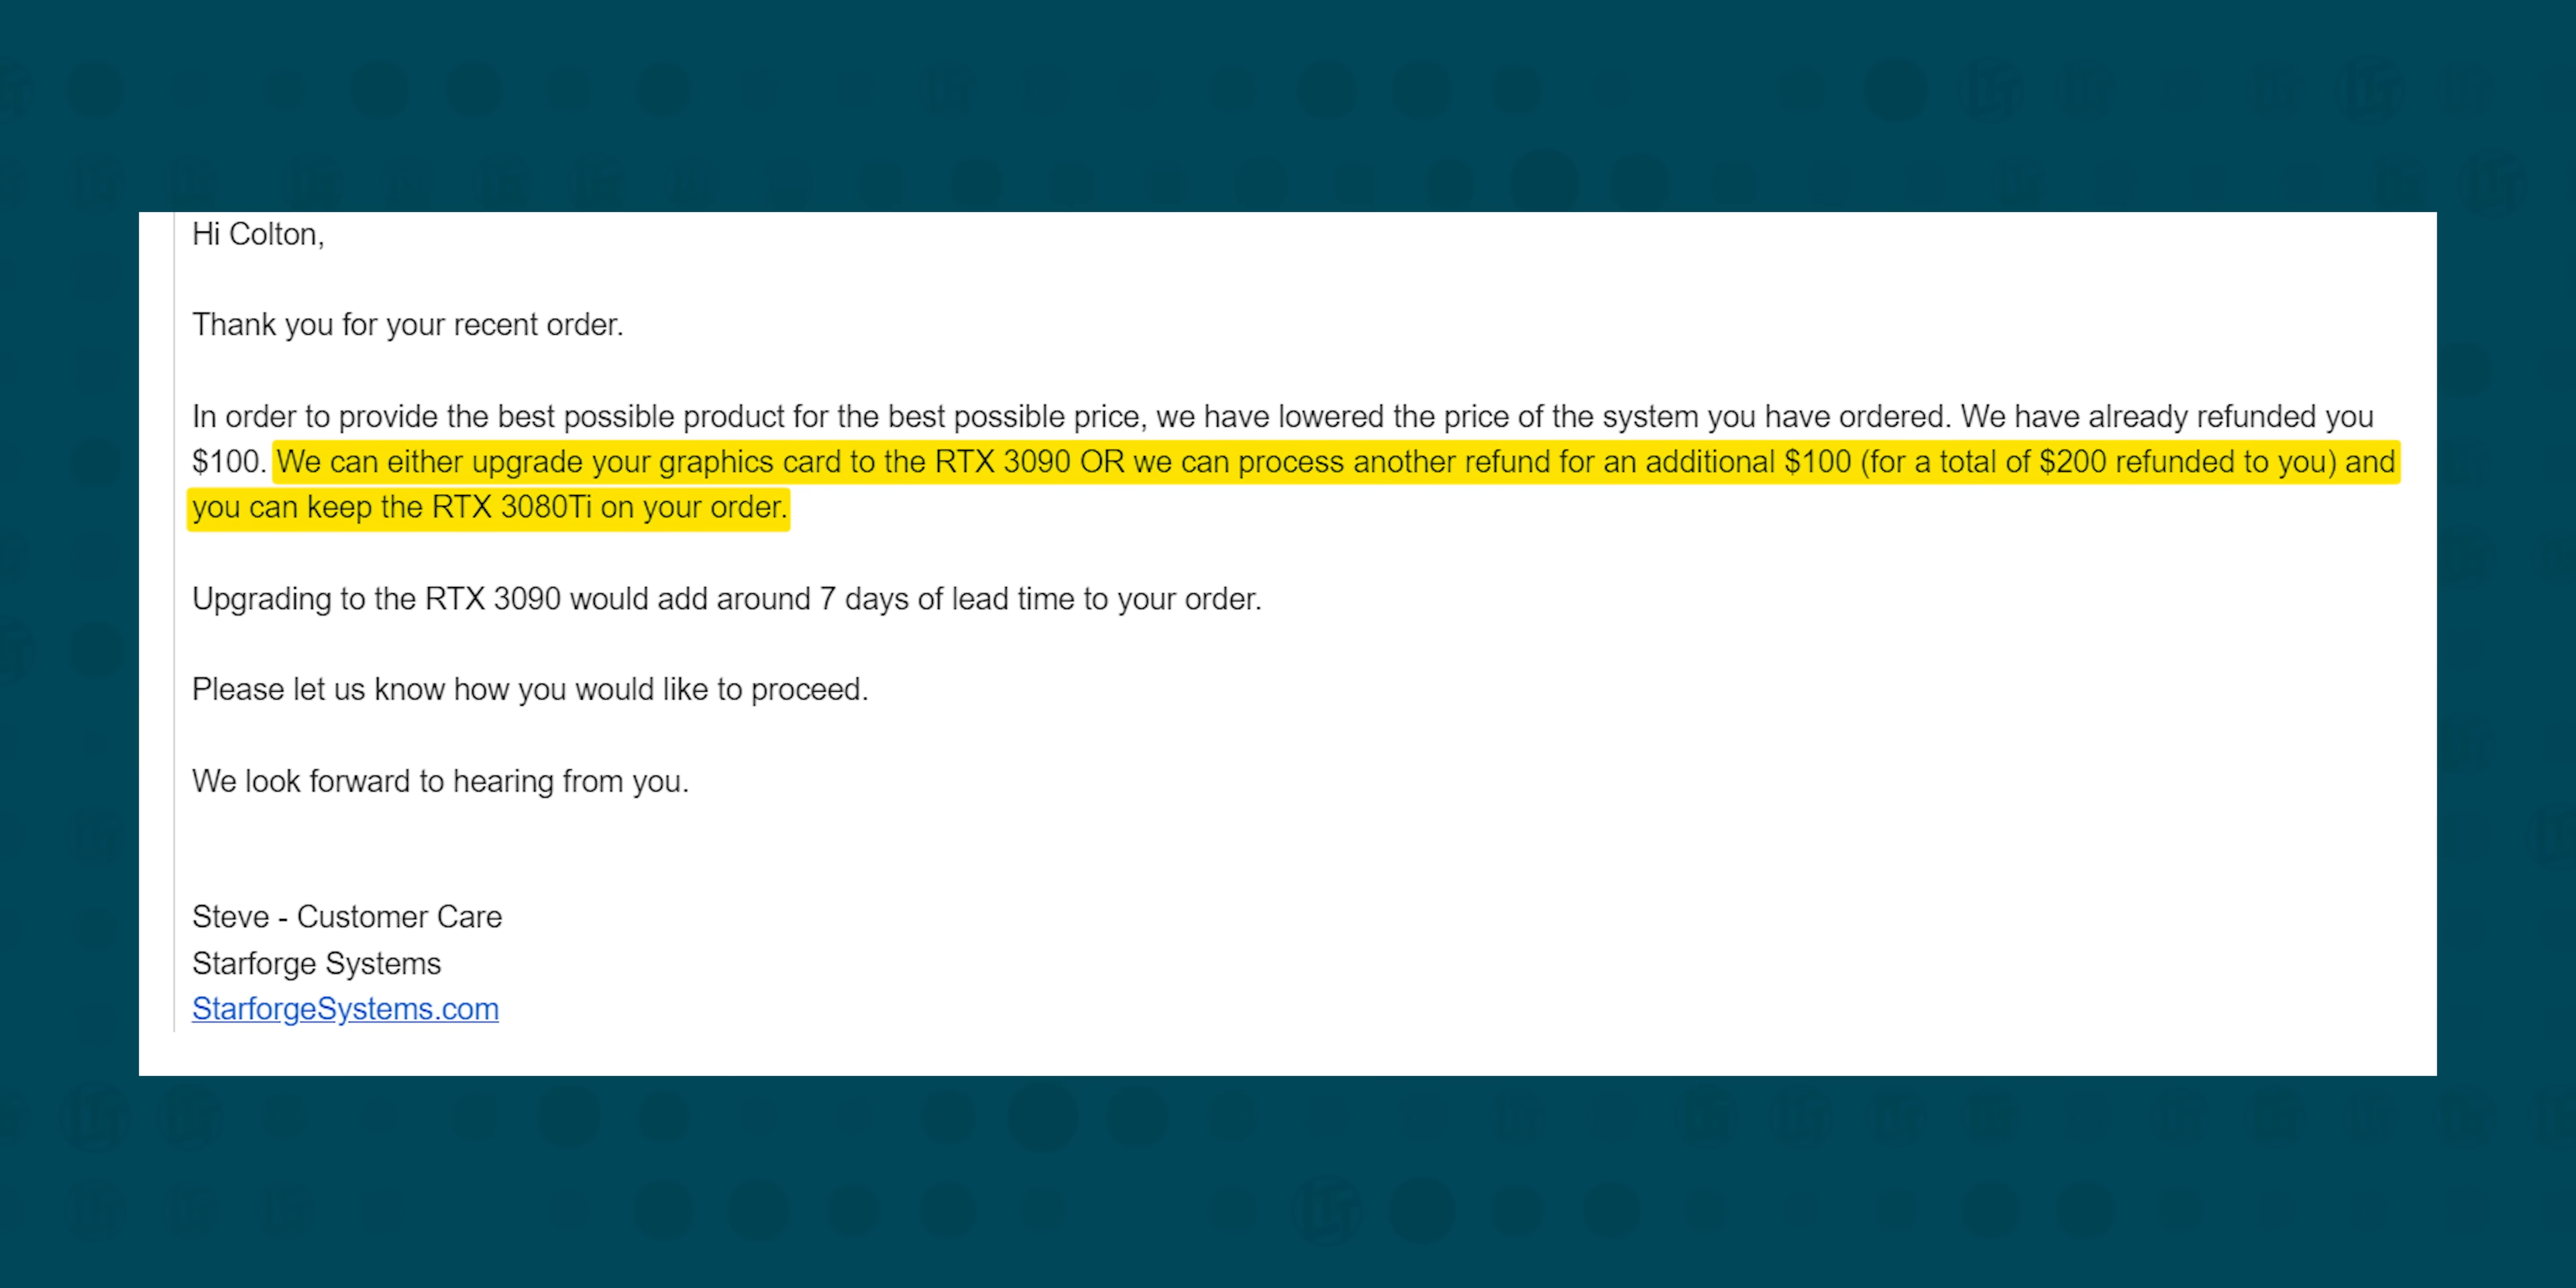 Hi Colton,
Thank you for your recent order.
In order to provide the best possible product for the best possible price, we have lowered the price of the system you have ordered. We have already refunded you
$100. We can either upgrade your graphics card to the RTX 3090 OR we can process another refund for an additional $100 (for a total of $200 refunded to you) and
you can keep the RTX 3080Ti on your order.
Upgrading to the RTX 3090 would add around 7 days of lead time to your order.
Please let us know how you would like to proceed.
We look forward to hearing from you.
Steve - Customer Care
Starforge Systems
StarforgeSystems.com